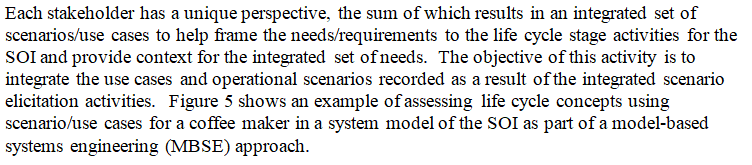 Each stakeholder has a unique perspective, the sum of which results in an integrated set of
scenarios/use cases to help frame the needs/requirements to the life cycle stage activities for the
SOI and provide context for the integrated set of needs. The objective of this activity is to
integrate the use cases and operational scenarios recorded as a result of the integrated scenario
elicitation activities. Figure 5 shows an example of assessing life cycle concepts using
scenario/use cases for a coffee maker in a system model of the SOI as part of a model-based
systems engineering (MBSE) approach.